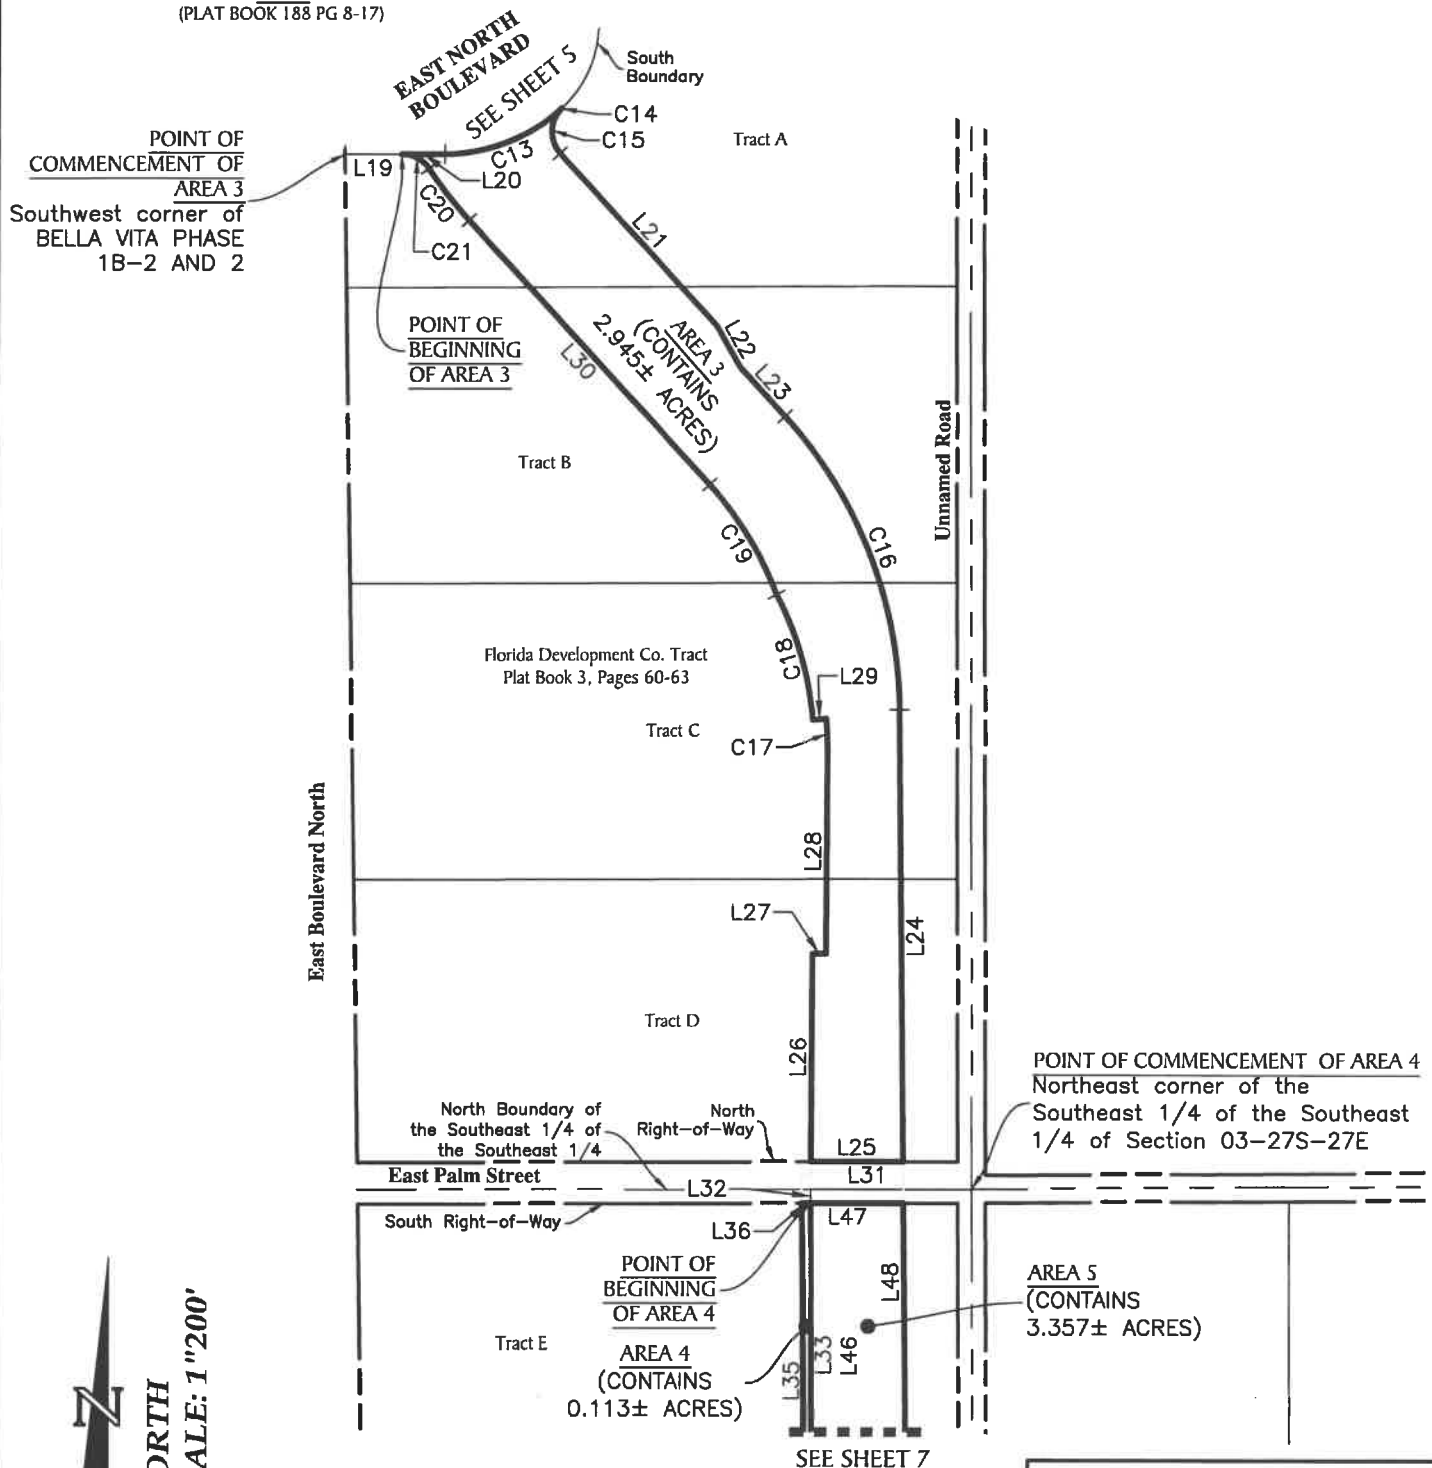 (PLAT BOOK 188 PG 8-17)
EAST NORTH
BOULEVARD
SEE SHEET 5
South
Boundary
C14
C15
Tract A
POINT OF
COMMENCEMENT OF
AREA 3
Southwest corner of
BELLA VITA PHASE
1B-2 AND 2
L19
C13
L20
C20
C21
L21
POINT OF
BEGINNING
OF AREA 3
L30
AREA 3
(CONTAINS
2.945± ACRES)
L22
L23
Unnamed Road
Tract B
C19
C16
Florida Development Co. Tract
Plat Book 3, Pages 60-63
C18
L29
Tract C
C17
East Boulevard North
L28
L27
L24
Tract D
L26
POINT OF COMMENCEMENT OF AREA 4
Northeast corner of the
Southeast 1/4 of the Southeast
1/4 of Section 03-27S-27E
North Boundary of
the Southeast 1/4 of
the Southeast 1/4
North
Right-of-Way
L25
East Palm Street
L31
L32
South Right-of-Way
L36
L47
POINT OF
BEGINNING
OF AREA 4
L48
AREA 5
(CONTAINS
3.357± ACRES)
Tract E
AREA 4
(CONTAINS
0.113± ACRES)
L35
L33
L46
N
ORTH
ALE: 1"200'
SEE SHEET 7